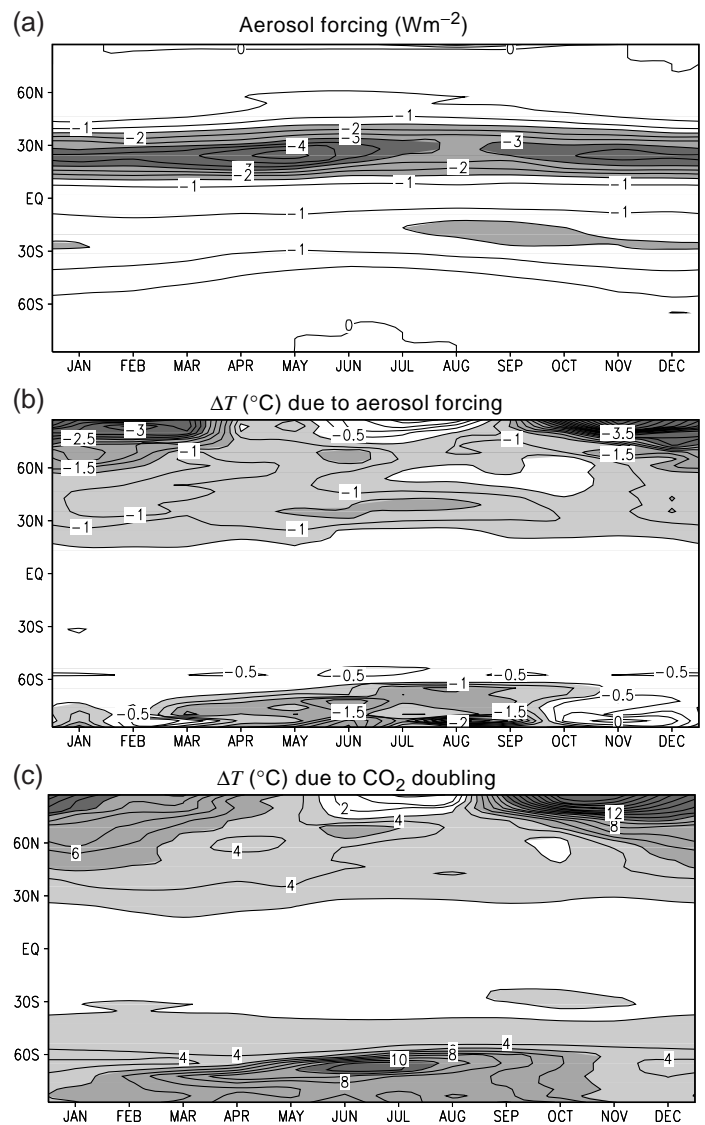 (a)
Aerosol forcing (Wm−2)
0
0
60N
−1
−1
−2
−2
30N
−3
−4
−3
−3
−2
−2
−1
−1
−1
EQ
−1
−1
30S
−1
60S
0
JAN FEB MAR APR MAY JUN JUL AUG SEP OCT NOV DEC
(b)
ΔT (°C) due to aerosol forcing
−3
−2.5
−0.5
−1
−3.5
−1
−1.5
60N
−1.5
−1
−1
−1
30N
−1
EQ
30S
60S
−0.5
−0.5
−0.5
−0.5
−1
−0.5
−0.5
−1.5
−1.5
−2
0
JAN FEB MAR APR MAY JUN JUL AUG SEP OCT NOV DEC
(c)
ΔT (°C) due to CO2 doubling
2
12
4
8
60N
6
4
4
30N
EQ
30S
60S
4
4
10
8
4
4
8
JAN FEB MAR APR MAY JUN JUL AUG SEP OCT NOV DEC